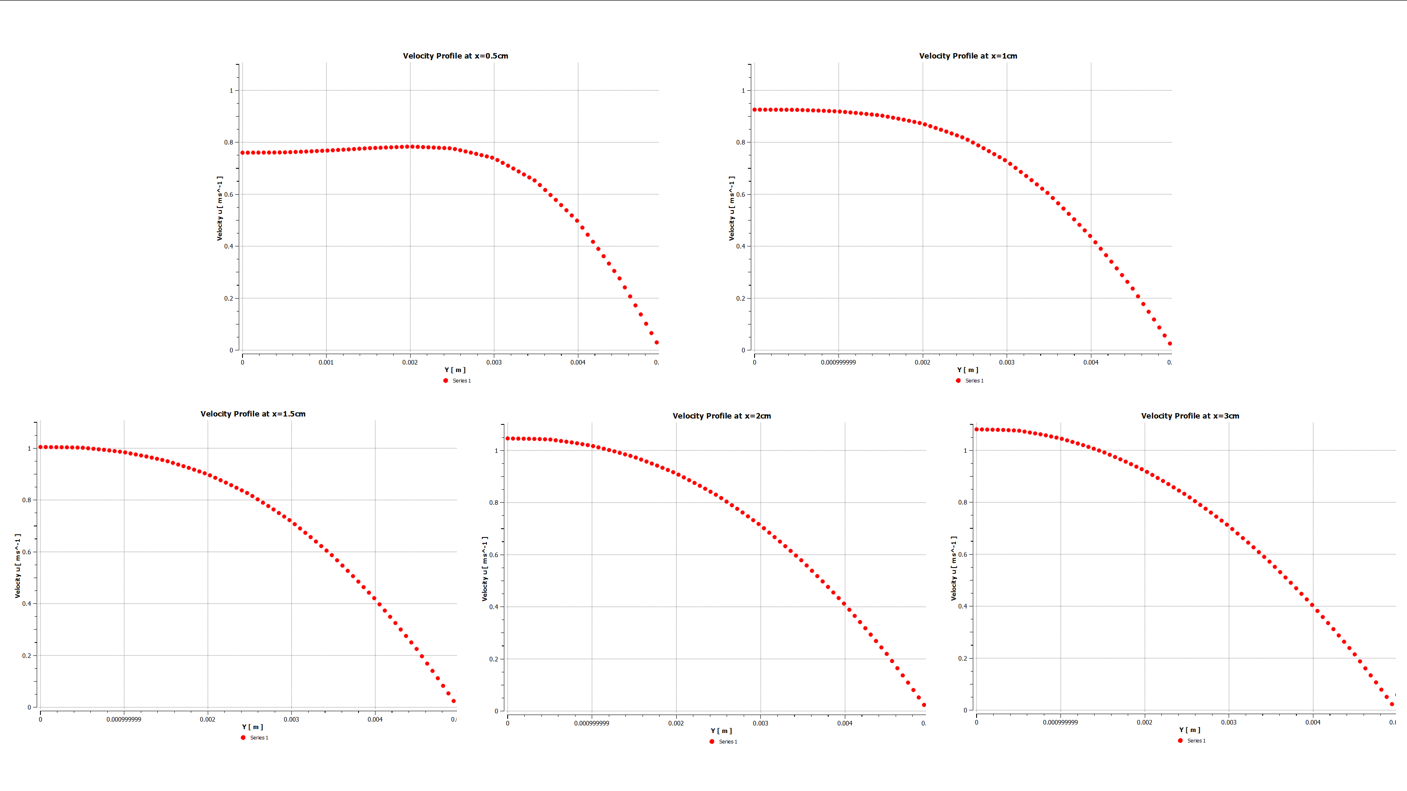 Velocity Profile at x=0.5cm
1
0.8
0.6
0.4
0.2
0
Velocity u [ m s^-1 ]
0 0.001 0.002 0.003 0.004 0.
Y [ m ]
Series 1
Velocity Profile at x=1cm
1
0.8
0.6
0.4
0.2
0
Velocity u [ m s^-1 ]
0 0.000999999 0.002 0.003 0.004 0.
Y [ m ]
Series 1
Velocity Profile at x=1.5cm
1
0.8
0.6
0.4
0.2
0
Velocity u [ m s^-1 ]
0 0.000999999 0.002 0.003 0.004 0.
Y [ m ]
Series 1
Velocity Profile at x=2cm
1
0.8
0.6
0.4
0.2
0
Velocity u [ m s^-1 ]
0 0.000999999 0.002 0.003 0.004 0.
Y [ m ]
Series 1
Velocity Profile at x=3cm
1
0.8
0.6
0.4
0.2
0
Velocity u [ m s^-1 ]
0 0.000999999 0.002 0.003 0.004 0.
Y [ m ]
Series 1